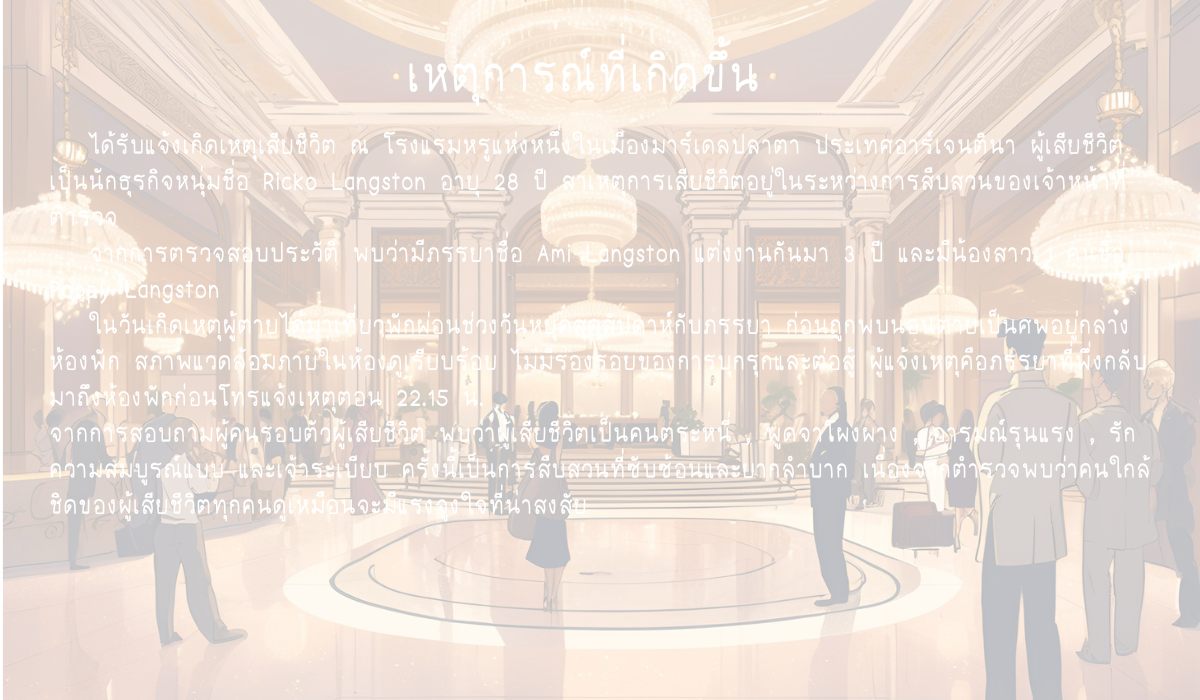 เหตุการณ์ที่เกิดขึ้น
ได้รับแจ้งเกิดเหตุเสียชีวิต ณ โรงแรมหรูแห่งหนึ่งในเมืองมาร์เดลปลาตา ประเทศอาร์เจนตินา ผู้เสียชีวิต
เป็นนักธุรกิจหนุ่มชื่อ Ricko Langston อายุ 28 ปี สาเหตุการเสียชีวิตอยู่ในระหว่างการสืบสวนของเจ้าหน้าที่
ตำรวจ
จากการตรวจสอบประวัติ พบว่ามีภรรยาชื่อ Ami Langston แต่งงานกันมา 3 ปี และมีน้องสาว คนชื่อ
Langston
ในวันเกิดเหตุผู้ตายได้มาเที่ยวพักผ่อนช่วงวันหยุดสุดสัปดาห์กับภรรยา ก่อนถูกพบนอนตายเป็นศพอยู่กลาง
ห้องพัก สภาพแวดล้อมภายในห้องดูเรียบร้อย ไม่มีร่องรอยของการบุกรุกและต่อสู้ ผู้แจ้งเหตุคือภรรยาที่พึ่งกลับ
มาถึงห้องพักก่อนโทรแจ้งเหตุตอน 22.15 น.
จากการสอบถามผู้คนรอบตัวผู้เสียชีวิต พบว่าผู้เสียชีวิตเป็นคนตระหนี่ , พูดจาโผงผาง , อารมณ์รุนแรง , รัก
ความสมบูรณ์แบบ และเจ้าระเบียบ ครั้งนี้เป็นการสืบสวนที่ซับซ้อนและยากลำบาก เนื่องจากตำรวจพบว่าคนใกล้
ชิดของผู้เสียชีวิตทุกคนดูเหมือนจะมีแรงจูงใจที่น่าสงสัย